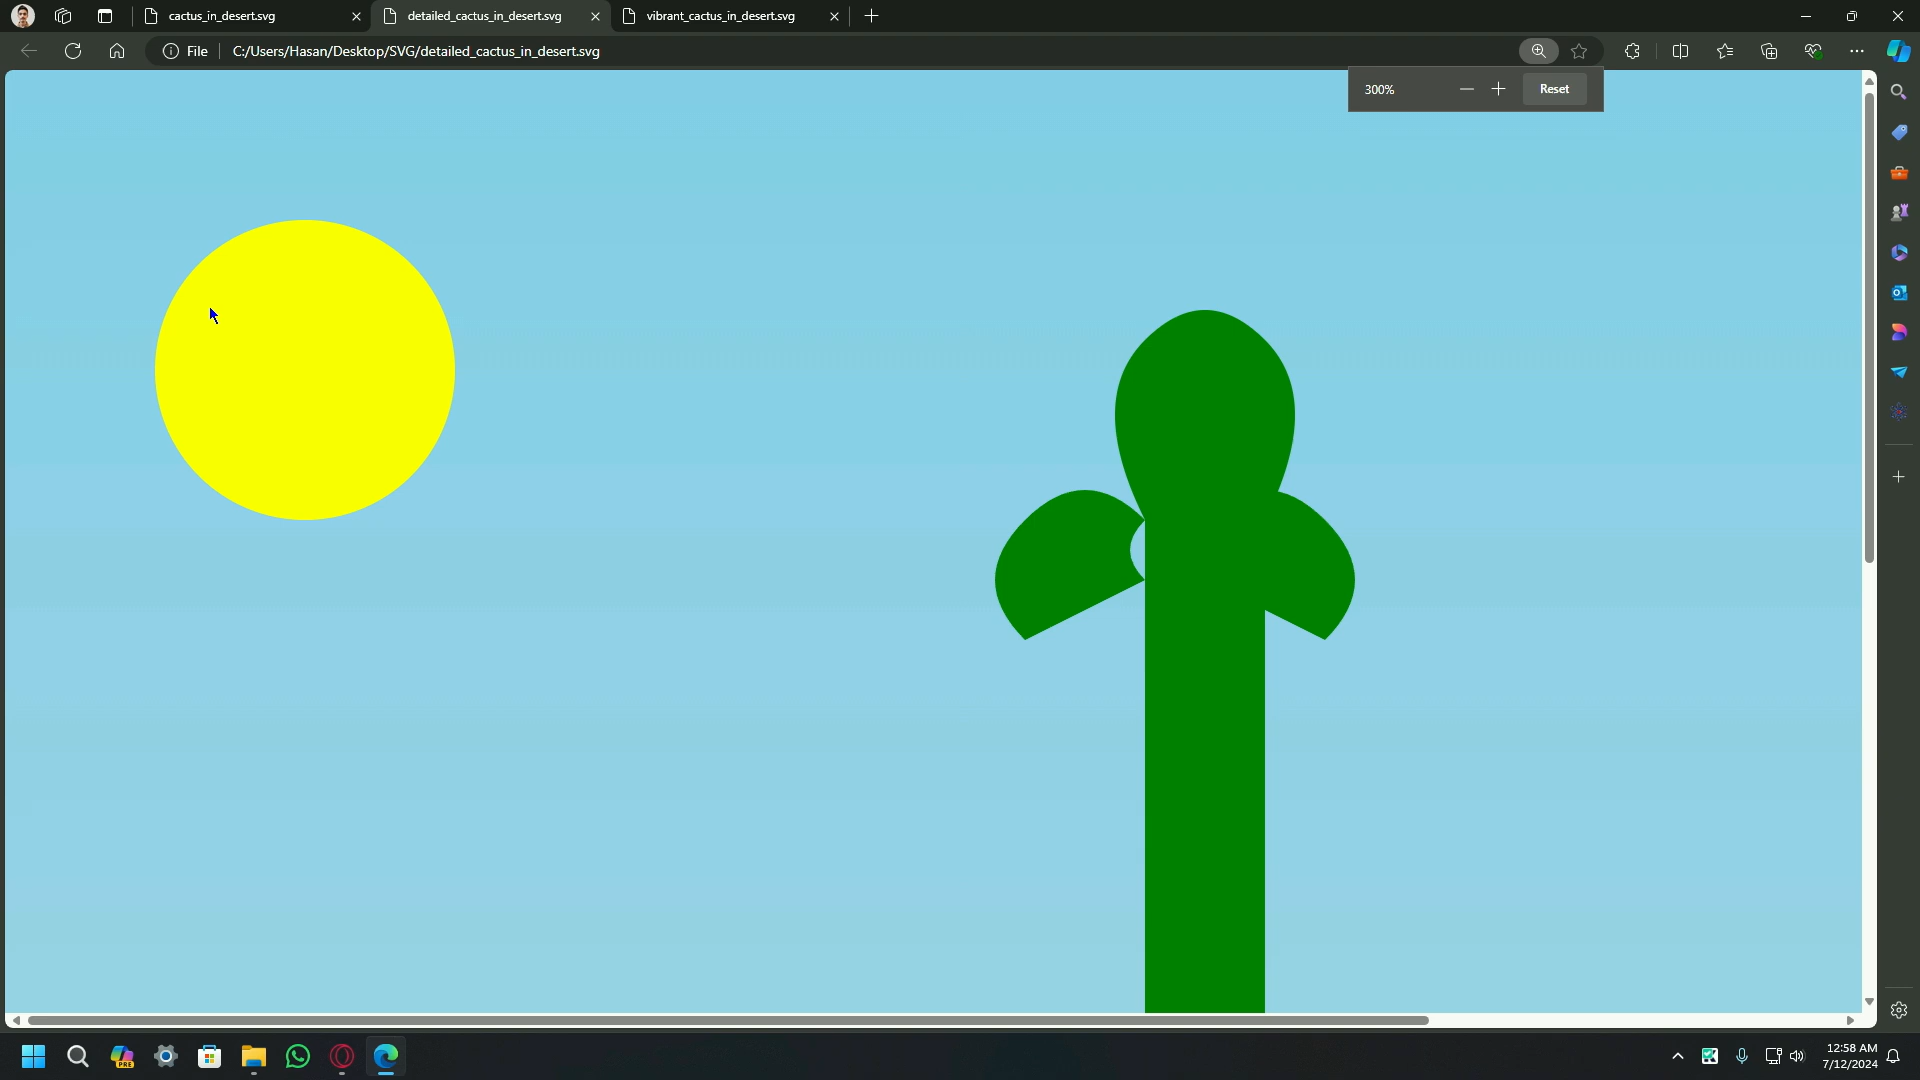 cactus_in_desert.svg
detailed_cactus_in_desert.svg
vibrant_cactus_in_desert.svg
File
C:/Users/Hasan/Desktop/SVG/detailed_cactus_in_desert.svg
300%
Reset
PRE
12:58 AM
7/12/2024